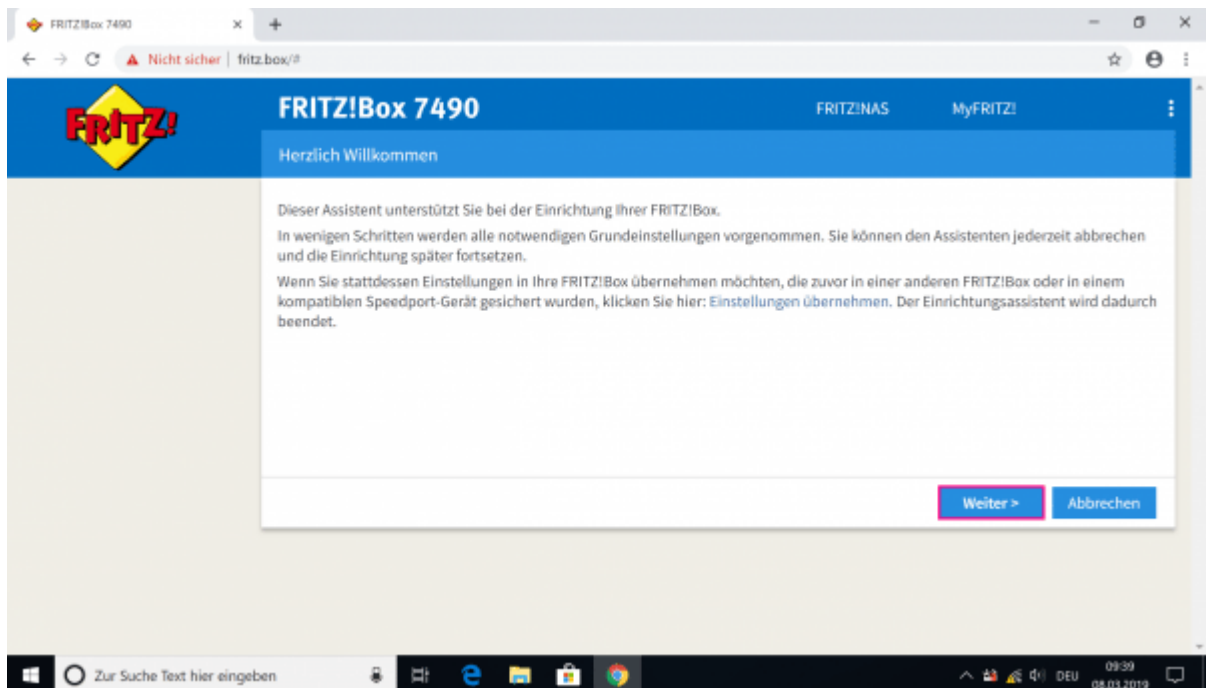 FRITZ!Box 7490
Nicht sicher | fritz.box/#
FRITZ!
FRITZ!Box 7490
FRITZ!NAS
MyFRITZ!
Herzlich Willkommen
Dieser Assistent unterstützt Sie bei der Einrichtung Ihrer FRITZ!Box.
In wenigen Schritten werden alle notwendigen Grundeinstellungen vorgenommen. Sie können den Assistenten jederzeit abbrechen
und die Einrichtung später fortsetzen.
Wenn Sie stattdessen Einstellungen in Ihre FRITZ!Box übernehmen möchten, die zuvor in einer anderen FRITZ!Box oder in einem
kompatiblen Speedport-Gerät gesichert wurden, klicken Sie hier: Einstellungen übernehmen. Der Einrichtungsassistent wird dadurch
beendet.
Weiter >
Abbrechen
Zur Suche Text hier eingeben
DEU
09:39
08.03.2019